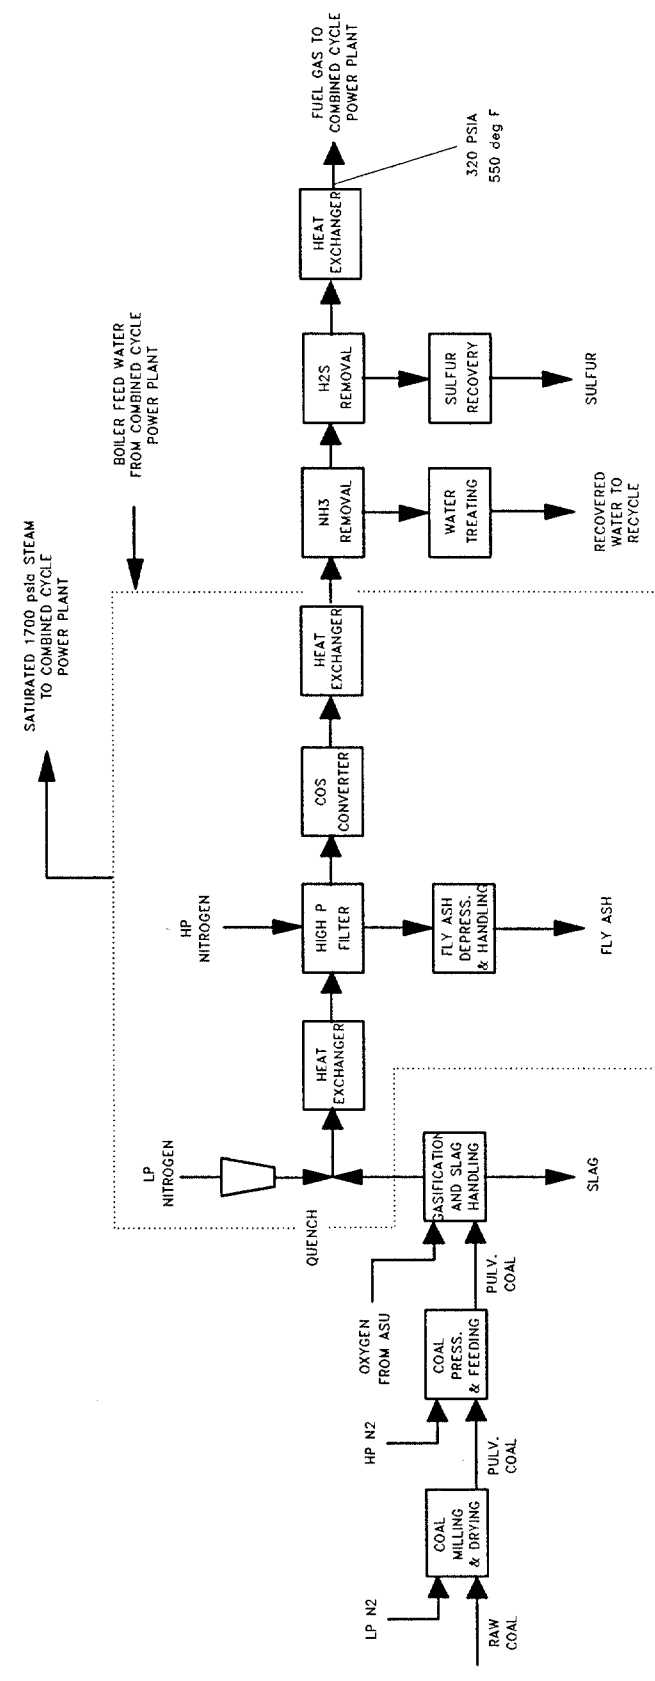 SATURATED 1700 psia STEAM
TO COMBINED CYCLE
POWER PLANT
BOILER FEED WATER
FROM COMBINED CYCLE
POWER PLANT
LP
NITROGEN
HP
NITROGEN
QUENCH
HEAT
EXCHANGER
HIGH P
FILTER
COS
CONVERTER
HEAT
EXCHANGER
NH3
REMOVAL
H2S
REMOVAL
HEAT
EXCHANGER
FUEL GAS TO
COMBINED CYCLE
POWER PLANT
320 PSIA
550 deg F
LP N2
RAW
COAL
COAL
MILLING
& DRYING
PULV.
COAL
HP N2
COAL
PRESS.
& FEEDING
PULV.
COAL
OXYGEN
FROM ASU
GASIFICATION
AND SLAG
HANDLING
SLAG
FLY ASH
DEPRESS.
& HANDLING
FLY ASH
WATER
TREATING
RECOVERED
WATER TO
RECYCLE
SULFUR
RECOVERY
SULFUR